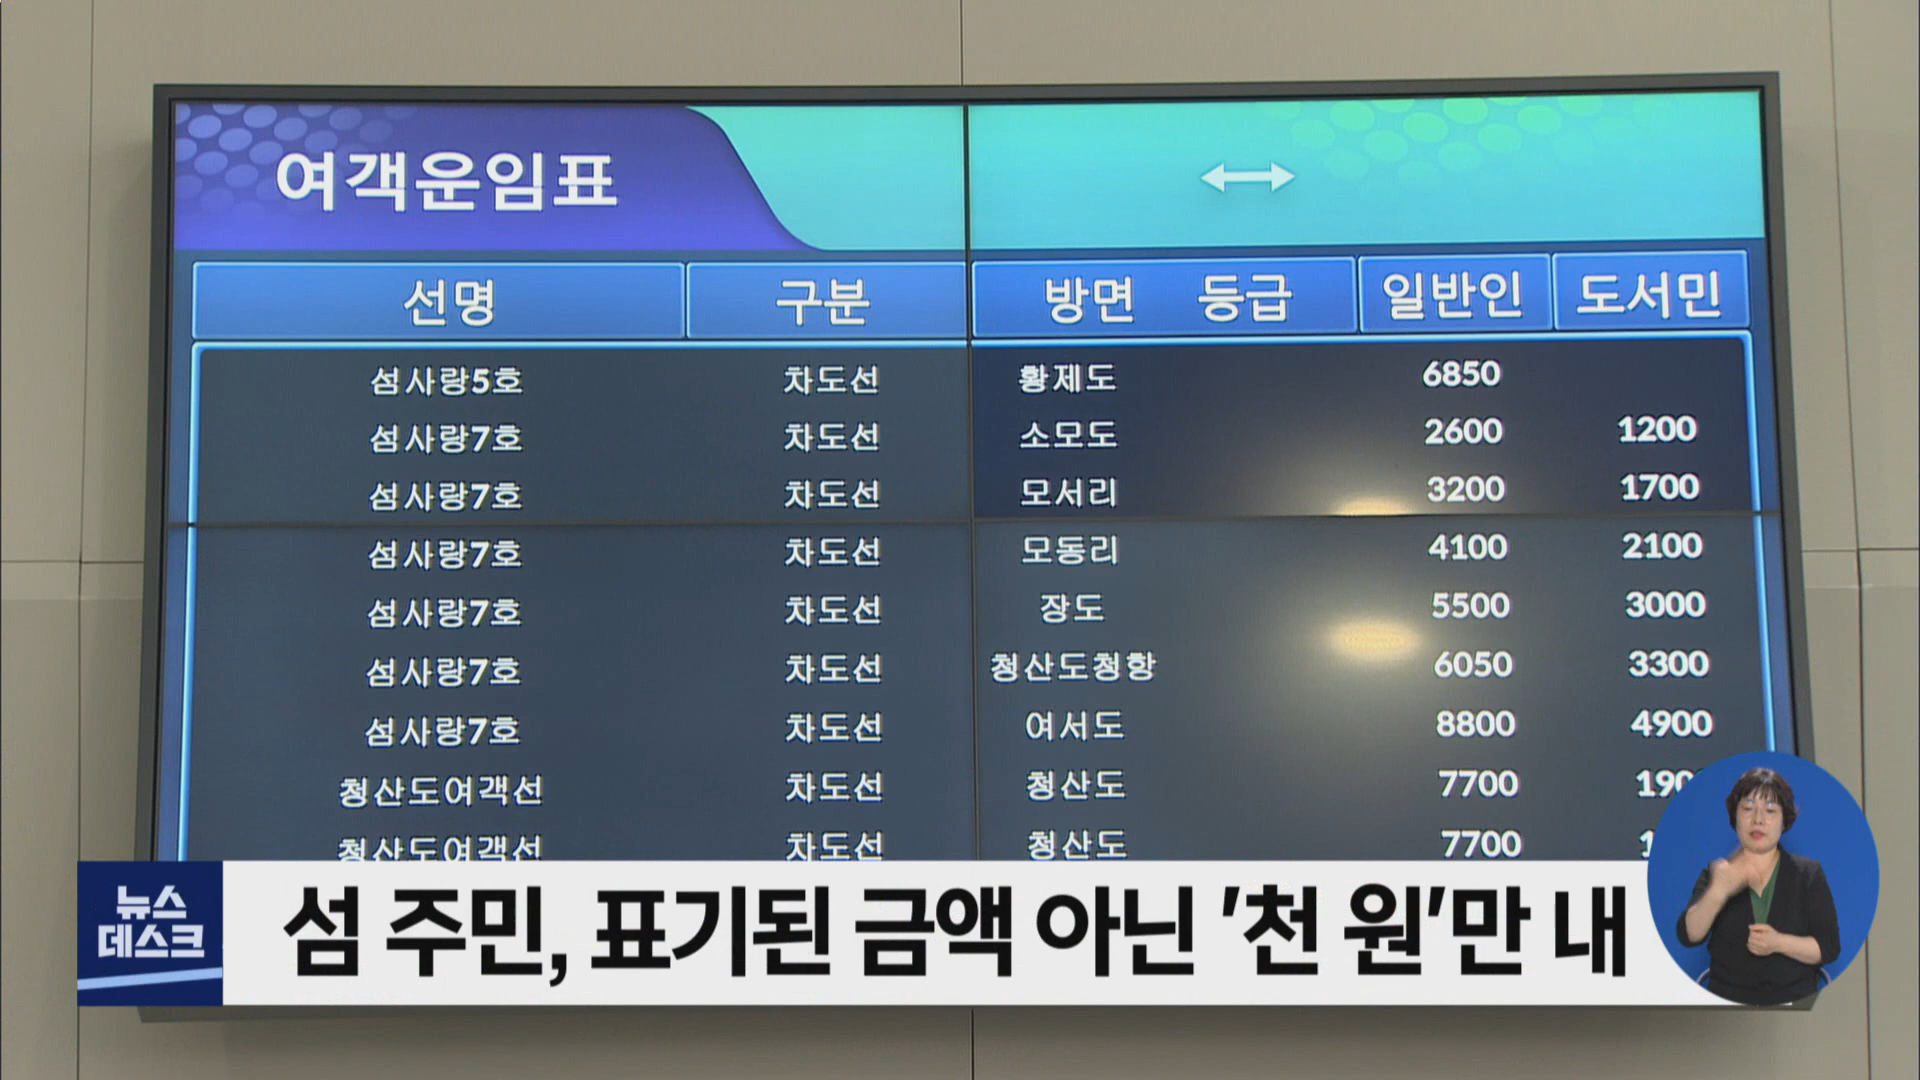 여객운임표
선명 구분 방면 등급 일반인 도서민
섬사랑5호 차도선 황제도 6850
섬사랑7호 차도선 소모도 2600 1200
섬사랑7호 차도선 모서리 3200 1700
섬사랑7호 차도선 모동리 4100 2100
섬사랑7호 차도선 장도 5500 3000
섬사랑7호 차도선 청산도청항 6050 3300
섬사랑7호 차도선 여서도 8800 4900
청산도여객선 차도선 청산도 7700
청산도여객선 차도선 청산도 7700
뉴스
데스크
섬 주민, 표기된 금액 아닌 '천 원'만 내